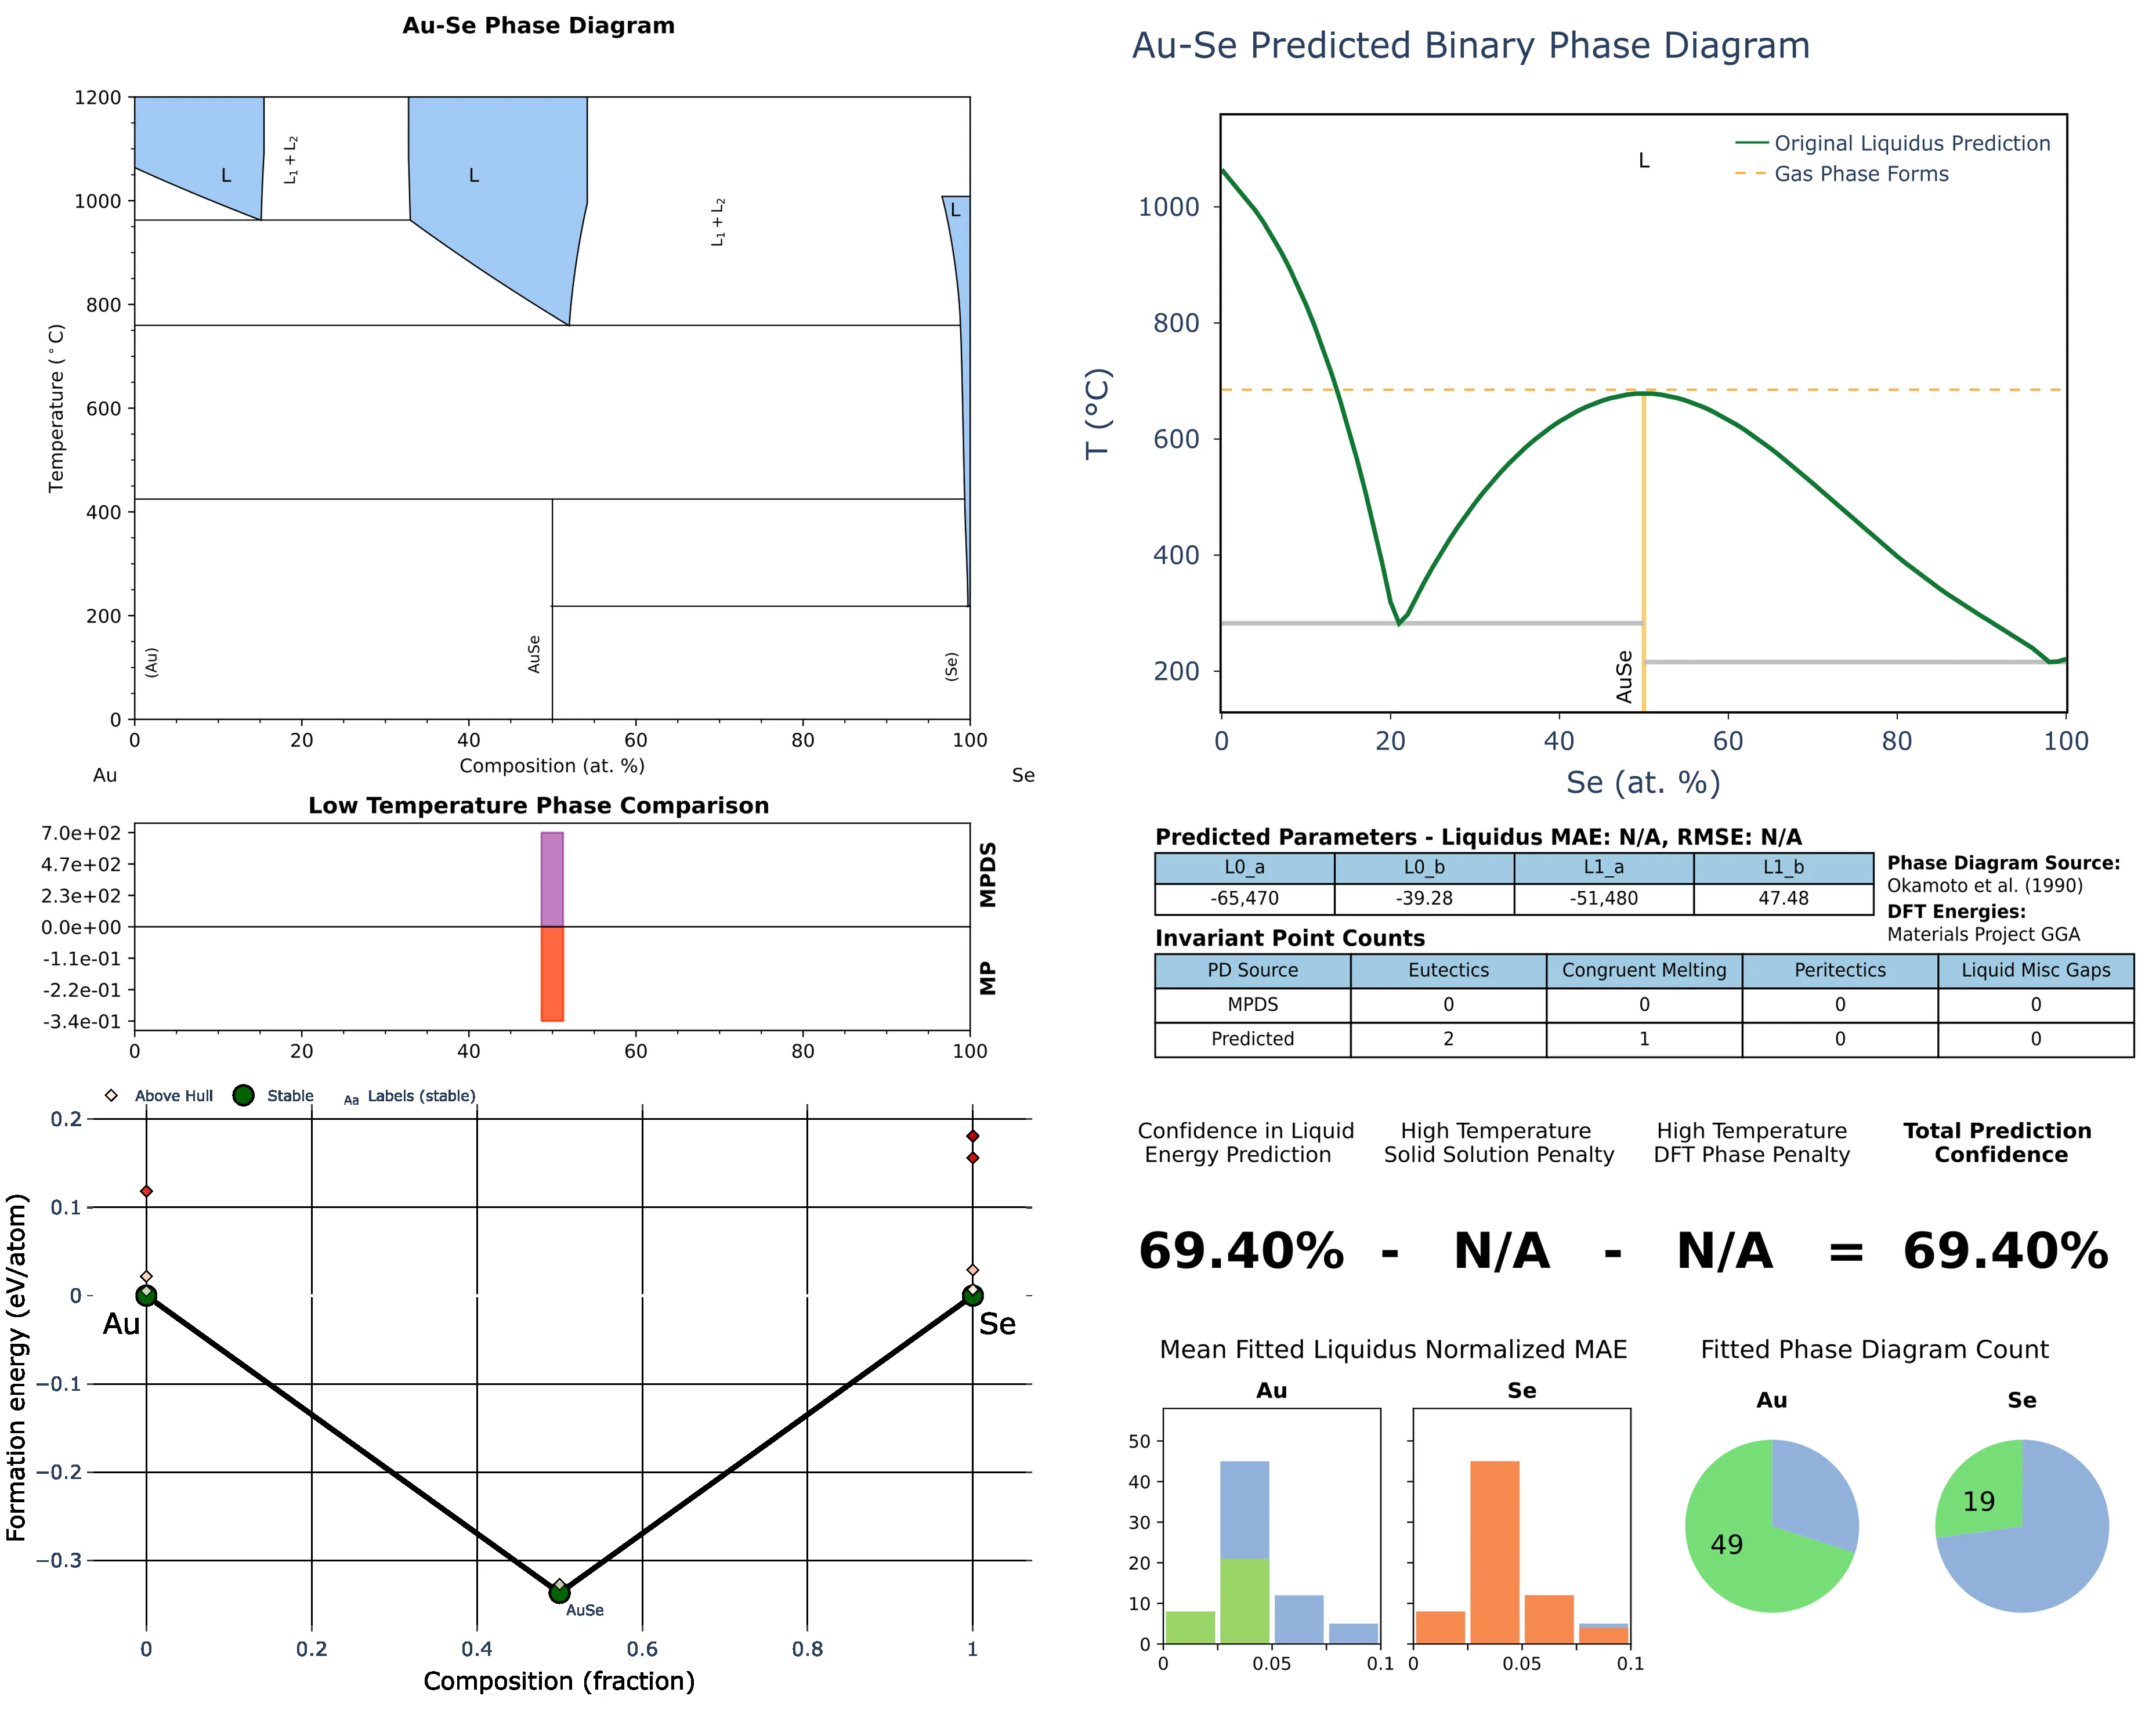 Au-Se Phase Diagram
1200
1000
800
600
400
200
0
Temperature (°C)
L
L1 + L2
L
L1 + L2
L
(Au)
AuSe
(Se)
0 20 40 60 80 100
Composition (at. %)
Au Se
Low Temperature Phase Comparison
7.0e+02
4.7e+02
2.3e+02
0.0e+00
-1.1e-01
-2.2e-01
-3.4e-01
MPDS
MP
0 20 40 60 80 100
Above Hull Stable Aa Labels (stable)
0.2
0.1
0
−0.1
−0.2
−0.3
Formation energy (eV/atom)
Au
Se
AuSe
0 0.2 0.4 0.6 0.8 1
Composition (fraction)
Au-Se Predicted Binary Phase Diagram
L
Original Liquidus Prediction
Gas Phase Forms
1000
800
600
400
200
T (°C)
AuSe
0 20 40 60 80 100
Se (at. %)
Predicted Parameters - Liquidus MAE: N/A, RMSE: N/A
L0_a L0_b L1_a L1_b
-65,470 -39.28 -51,480 47.48
Phase Diagram Source:
Okamoto et al. (1990)
DFT Energies:
Materials Project GGA
Invariant Point Counts
PD Source Eutectics Congruent Melting Peritectics Liquid Misc Gaps
MPDS 0 0 0 0
Predicted 2 1 0 0
Confidence in Liquid
Energy Prediction
High Temperature
Solid Solution Penalty
High Temperature
DFT Phase Penalty
Total Prediction
Confidence
69.40% - N/A - N/A = 69.40%
Mean Fitted Liquidus Normalized MAE
Au Se
50
40
30
20
10
0
0 0.05 0.1 0 0.05 0.1
Fitted Phase Diagram Count
Au Se
49
19